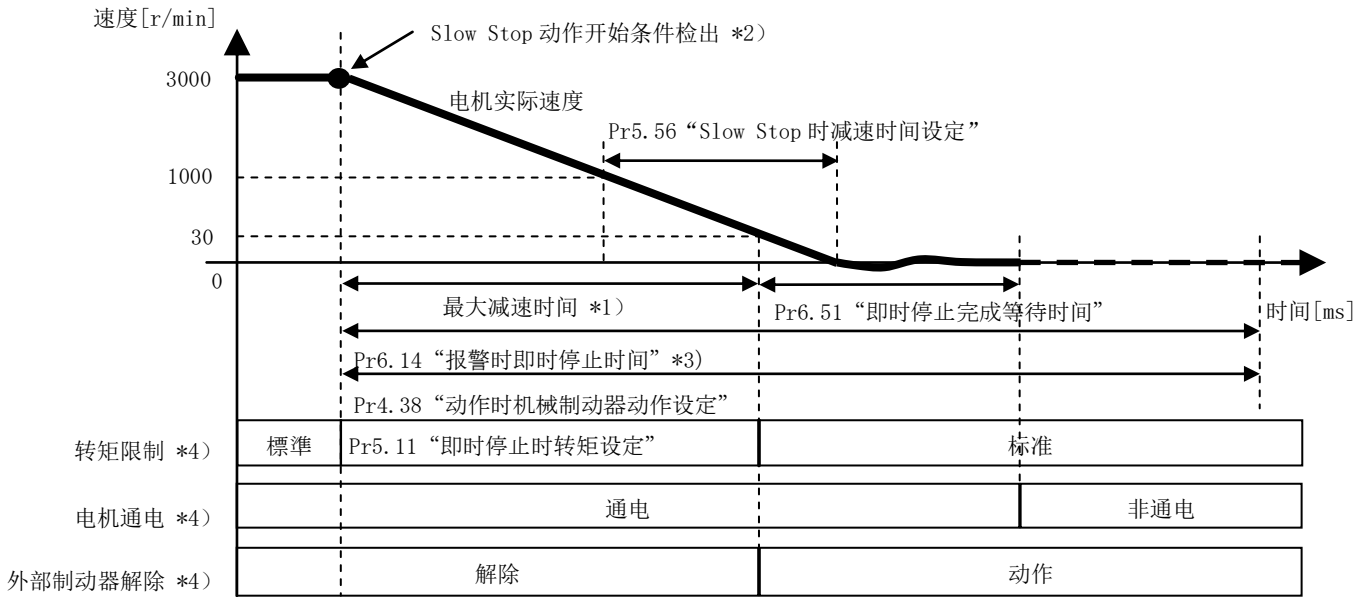 速度[r/min]
Slow Stop 动作开始条件检出 *2）
3000
电机实际速度
Pr5.56“Slow Stop 时减速时间设定”
1000
30
0
最大减速时间 *1）
Pr6.51“即时停止完成等待时间”
时间[ms]
Pr6.14“报警时即时停止时间”*3)
Pr4.38“动作时机械制动器动作设定”
转矩限制 *4） 標準 Pr5.11“即时停止时转矩设定” 标准
电机通电 *4） 通电 非通电
外部制动器解除 *4） 解除 动作